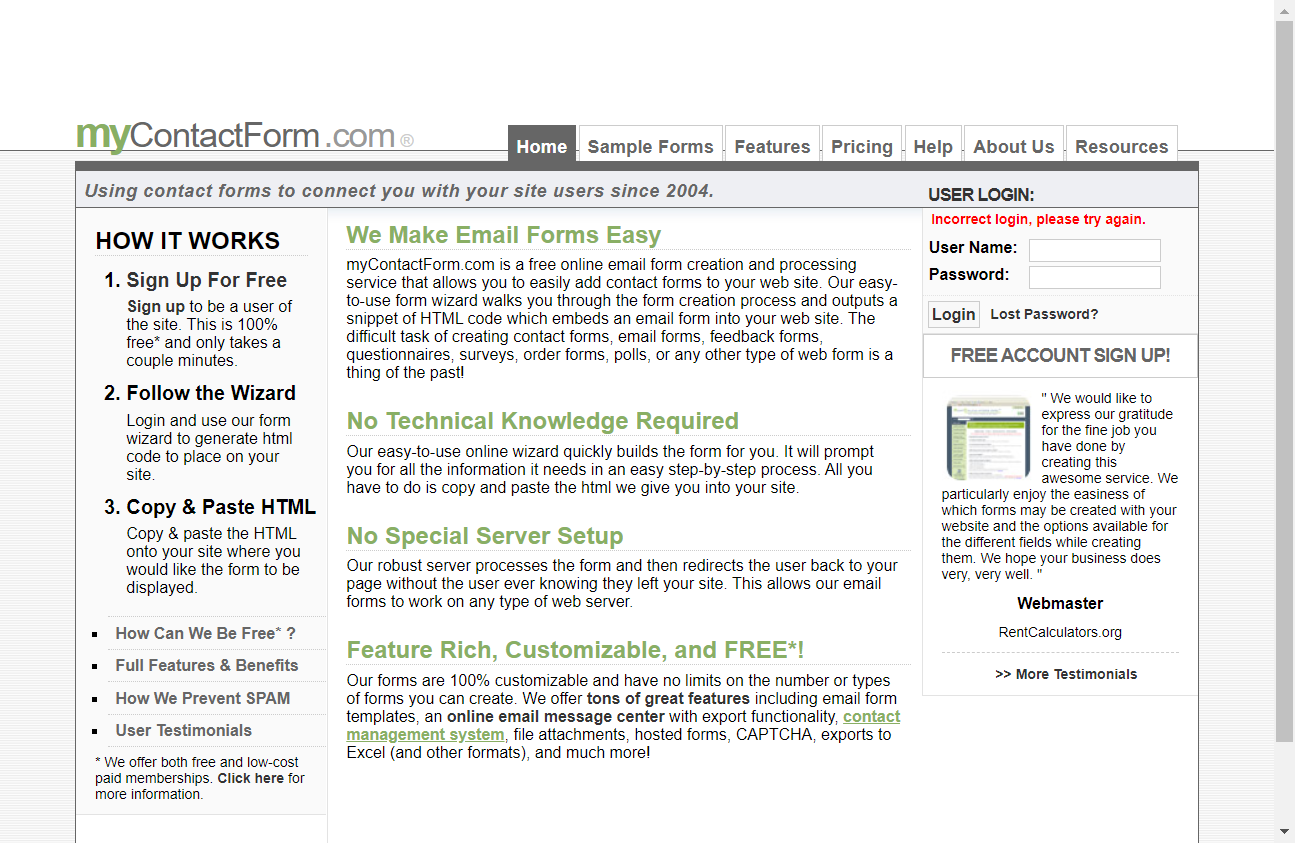 myContactForm.com ®
Home
Sample Forms
Features
Pricing
Help
About Us
Resources
Using contact forms to connect you with your site users since 2004.
HOW IT WORKS
1. Sign Up For Free
Sign up to be a user of
the site. This is 100%
free* and only takes a
couple minutes.
2. Follow the Wizard
Login and use our form
wizard to generate html
code to place on your
site.
3. Copy & Paste HTML
Copy & paste the HTML
onto your site where you
would like the form to be
displayed.
How Can We Be Free* ?
Full Features & Benefits
How We Prevent SPAM
User Testimonials
* We offer both free and low-cost
paid memberships. Click here for
more information.
We Make Email Forms Easy
myContactForm.com is a free online email form creation and processing
service that allows you to easily add contact forms to your web site. Our easy-
to-use form wizard walks you through the form creation process and outputs a
snippet of HTML code which embeds an email form into your web site. The
difficult task of creating contact forms, email forms, feedback forms,
questionnaires, surveys, order forms, polls, or any other type of web form is a
thing of the past!
No Technical Knowledge Required
Our easy-to-use online wizard quickly builds the form for you. It will prompt
you for all the information it needs in an easy step-by-step process. All you
have to do is copy and paste the html we give you into your site.
No Special Server Setup
Our robust server processes the form and then redirects the user back to your
page without the user ever knowing they left your site. This allows our email
forms to work on any type of web server.
Feature Rich, Customizable, and FREE*!
Our forms are 100% customizable and have no limits on the number or types
of forms you can create. We offer tons of great features including email form
templates, an online email message center with export functionality, contact
management system, file attachments, hosted forms, CAPTCHA, exports to
Excel (and other formats), and much more!
USER LOGIN:
Incorrect login, please try again.
User Name:
Password:
Login
Lost Password?
FREE ACCOUNT SIGN UP!
" We would like to
express our gratitude
for the fine job you
have done by
creating this
awesome service. We
particularly enjoy the easiness of
which forms may be created with your
website and the options available for
the different fields while creating
them. We hope your business does
very, very well. "
Webmaster
RentCalculators.org
>> More Testimonials